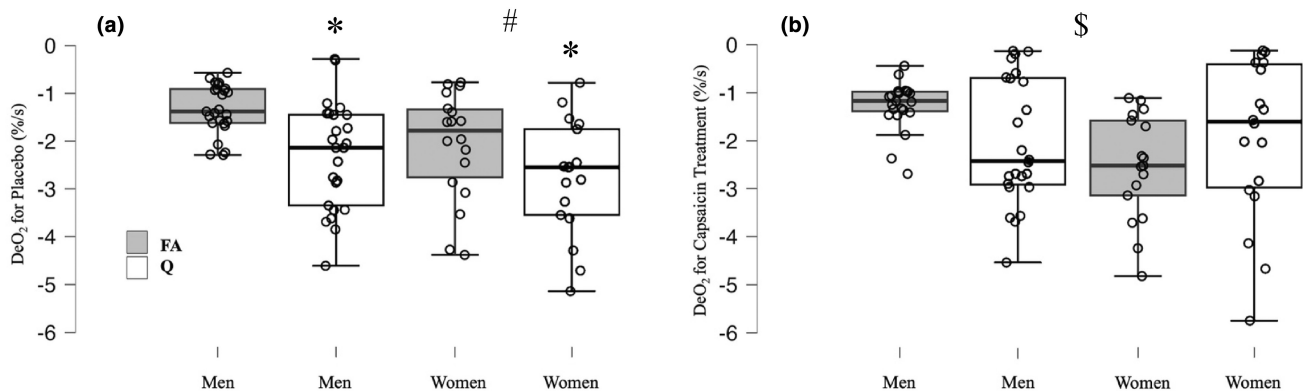 (a)
*
#
*
DeO₂ for Placebo (%/s)
0
-1
-2
-3
-4
-5
-6
FA
Q
Men
Men
Women
Women
(b)
$
DeO₂ for Capsaicin Treatment (%/s)
0
-1
-2
-3
-4
-5
-6
Men
Men
Women
Women